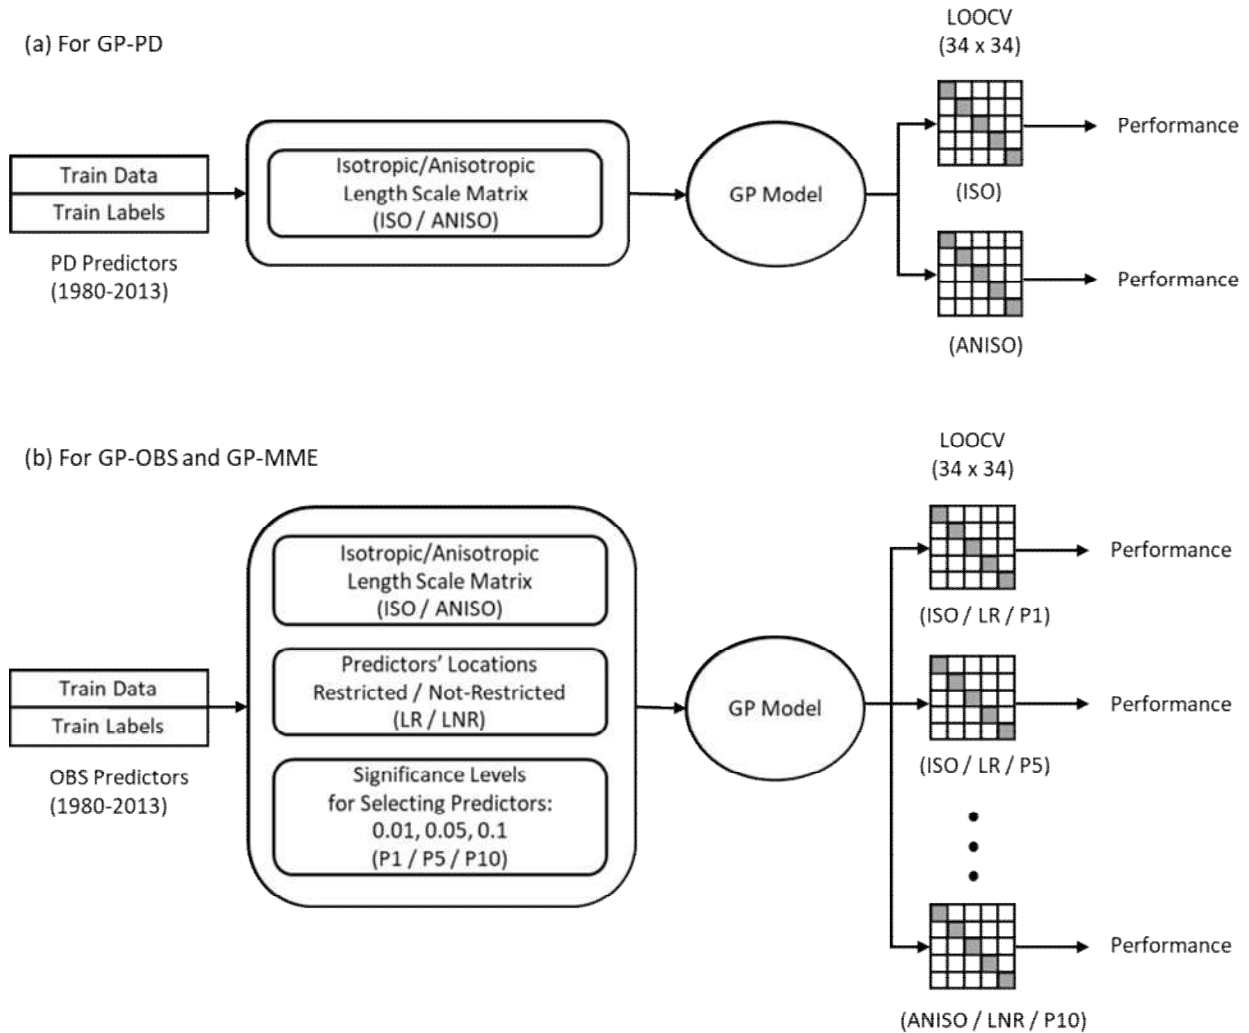 (a) For GP-PD
LOOCV
(34 x 34)
Train Data
Train Labels
PD Predictors
(1980-2013)
Isotropic/Anisotropic
Length Scale Matrix
(ISO / ANISO)
GP Model
(ISO)
Performance
(ANISO)
Performance
(b) For GP-OBS and GP-MME
LOOCV
(34 x 34)
Train Data
Train Labels
OBS Predictors
(1980-2013)
Isotropic/Anisotropic
Length Scale Matrix
(ISO / ANISO)
Predictors' Locations
Restricted / Not-Restricted
(LR / LNR)
Significance Levels
for Selecting Predictors:
0.01, 0.05, 0.1
(P1 / P5 / P10)
GP Model
Performance
(ISO / LR / P1)
Performance
(ISO / LR / P5)
Performance
(ANISO / LNR / P10)